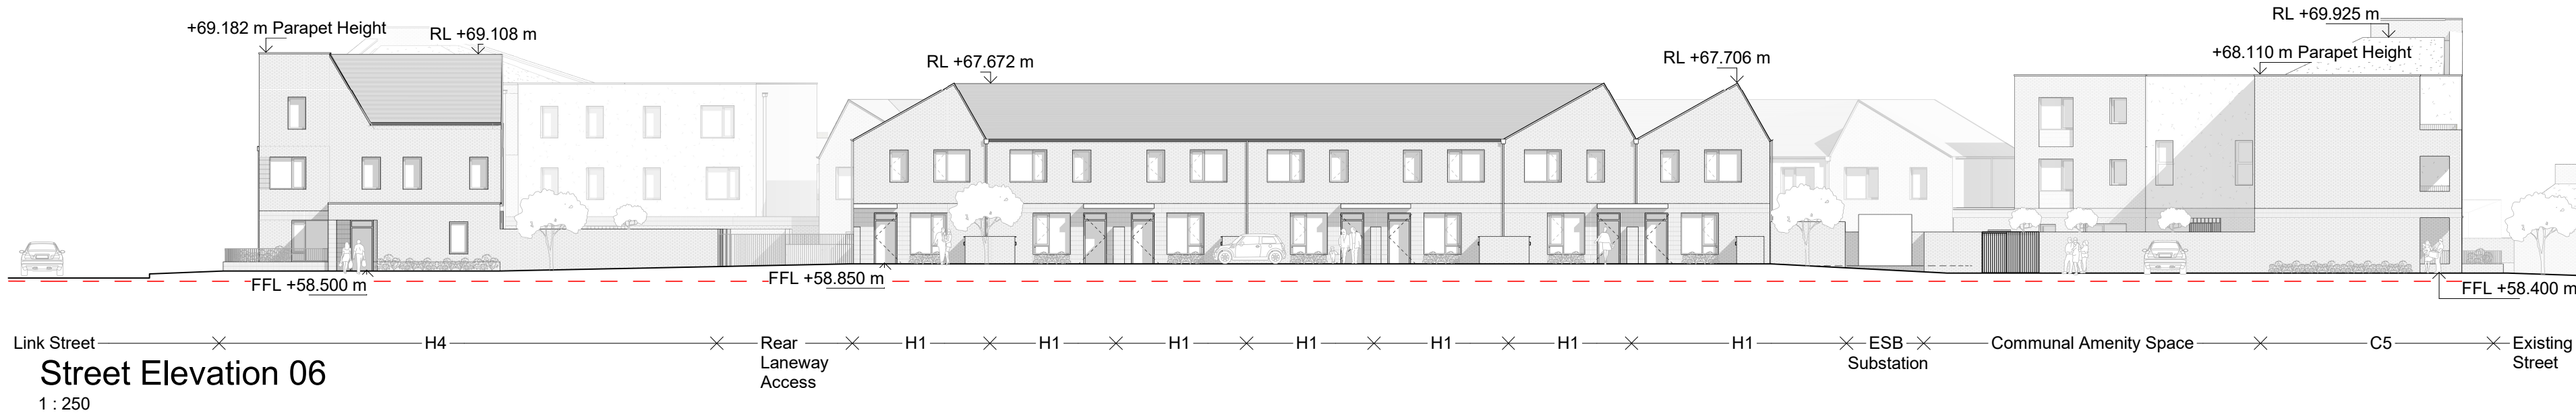 +69.182 m Parapet Height
RL +69.108 m
RL +67.672 m
RL +67.706 m
RL +69.925 m
+68.110 m Parapet Height
FFL +58.500 m
FFL +58.850 m
FFL +58.400 m
Link Street
H4
Rear
Laneway
Access
H1
H1
H1
H1
H1
H1
H1
ESB
Substation
Communal Amenity Space
C5
Existing
Street
Street Elevation 06
1 : 250